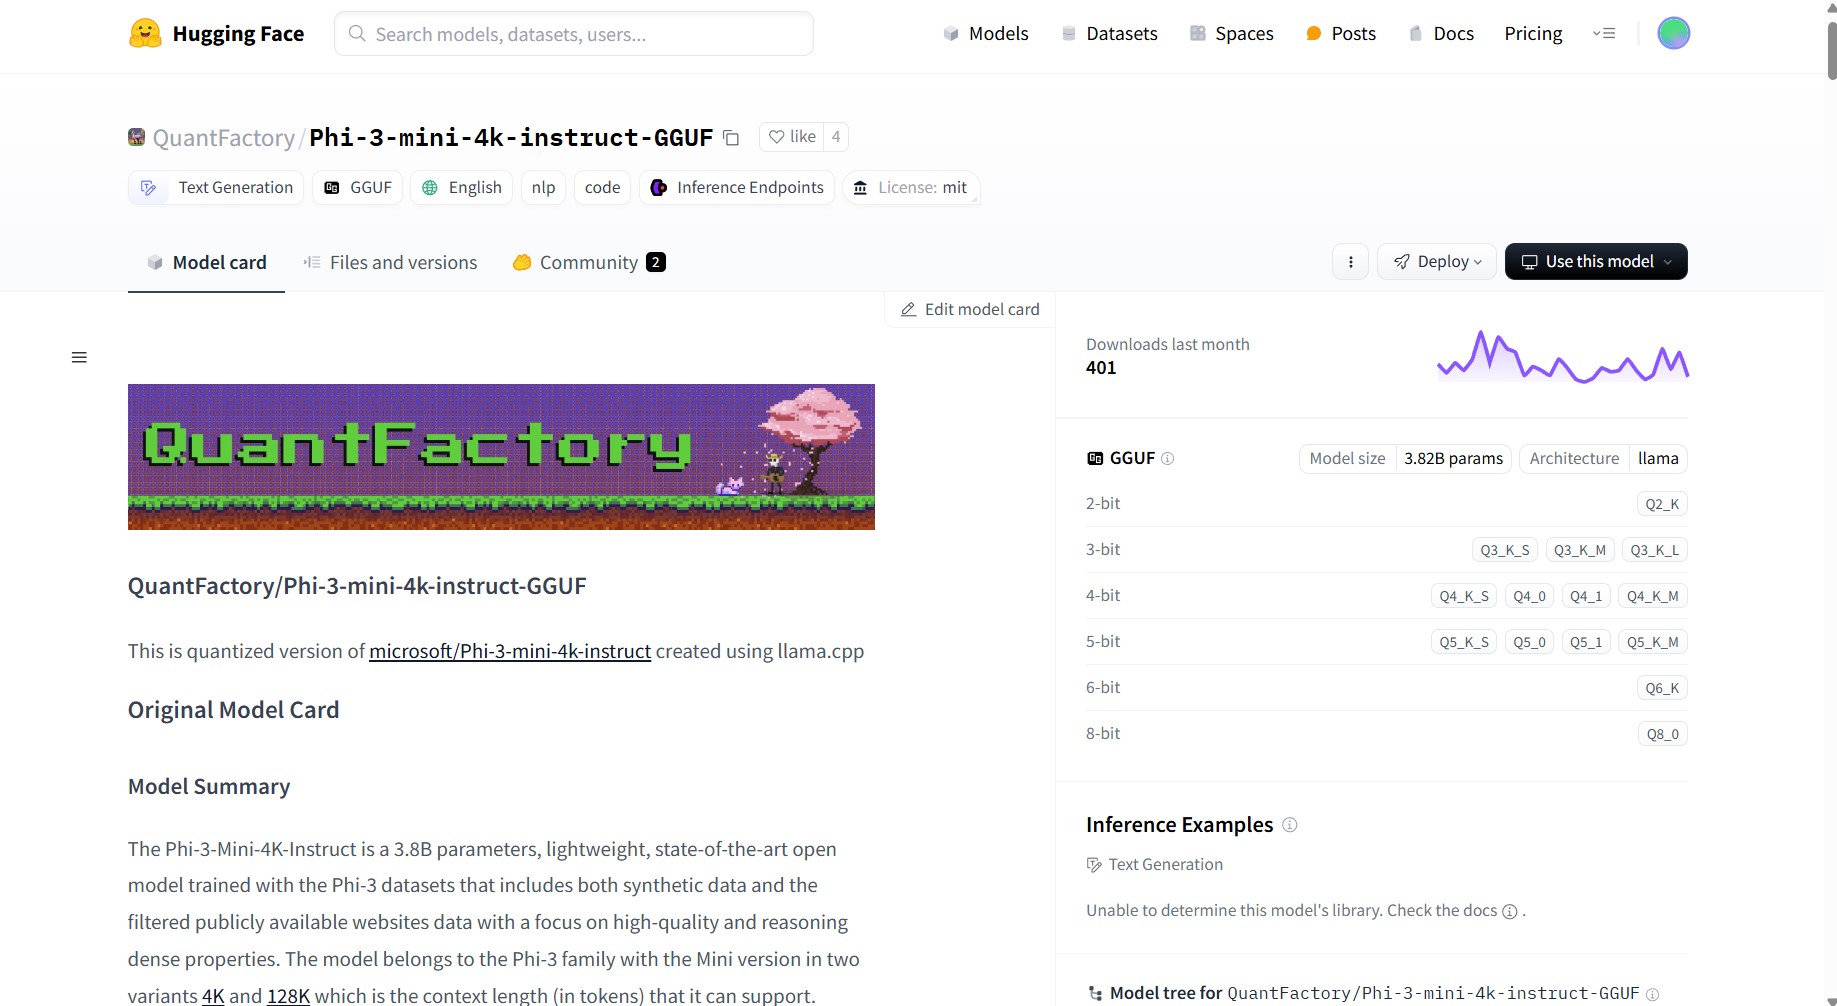 Hugging Face
Search models, datasets, users...
Models
Datasets
Spaces
Posts
Docs
Pricing
QuantFactory/Phi-3-mini-4k-instruct-GGUF
like 4
Text Generation
GGUF
English
nlp
code
Inference Endpoints
License: mit
Model card
Files and versions
Community 2
Deploy
Use this model
Edit model card
QuantFactory
QuantFactory/Phi-3-mini-4k-instruct-GGUF
This is quantized version of microsoft/Phi-3-mini-4k-instruct created using llama.cpp
Original Model Card
Model Summary
The Phi-3-Mini-4K-Instruct is a 3.8B parameters, lightweight, state-of-the-art open
model trained with the Phi-3 datasets that includes both synthetic data and the
filtered publicly available websites data with a focus on high-quality and reasoning
dense properties. The model belongs to the Phi-3 family with the Mini version in two
variants 4K and 128K which is the context length (in tokens) that it can support.
Downloads last month
401
GGUF
Model size 3.82B params
Architecture llama
2-bit Q2_K
3-bit Q3_K_S Q3_K_M Q3_K_L
4-bit Q4_K_S Q4_0 Q4_1 Q4_K_M
5-bit Q5_K_S Q5_0 Q5_1 Q5_K_M
6-bit Q6_K
8-bit Q8_0
Inference Examples
Text Generation
Unable to determine this model's library. Check the docs .
Model tree for QuantFactory/Phi-3-mini-4k-instruct-GGUF